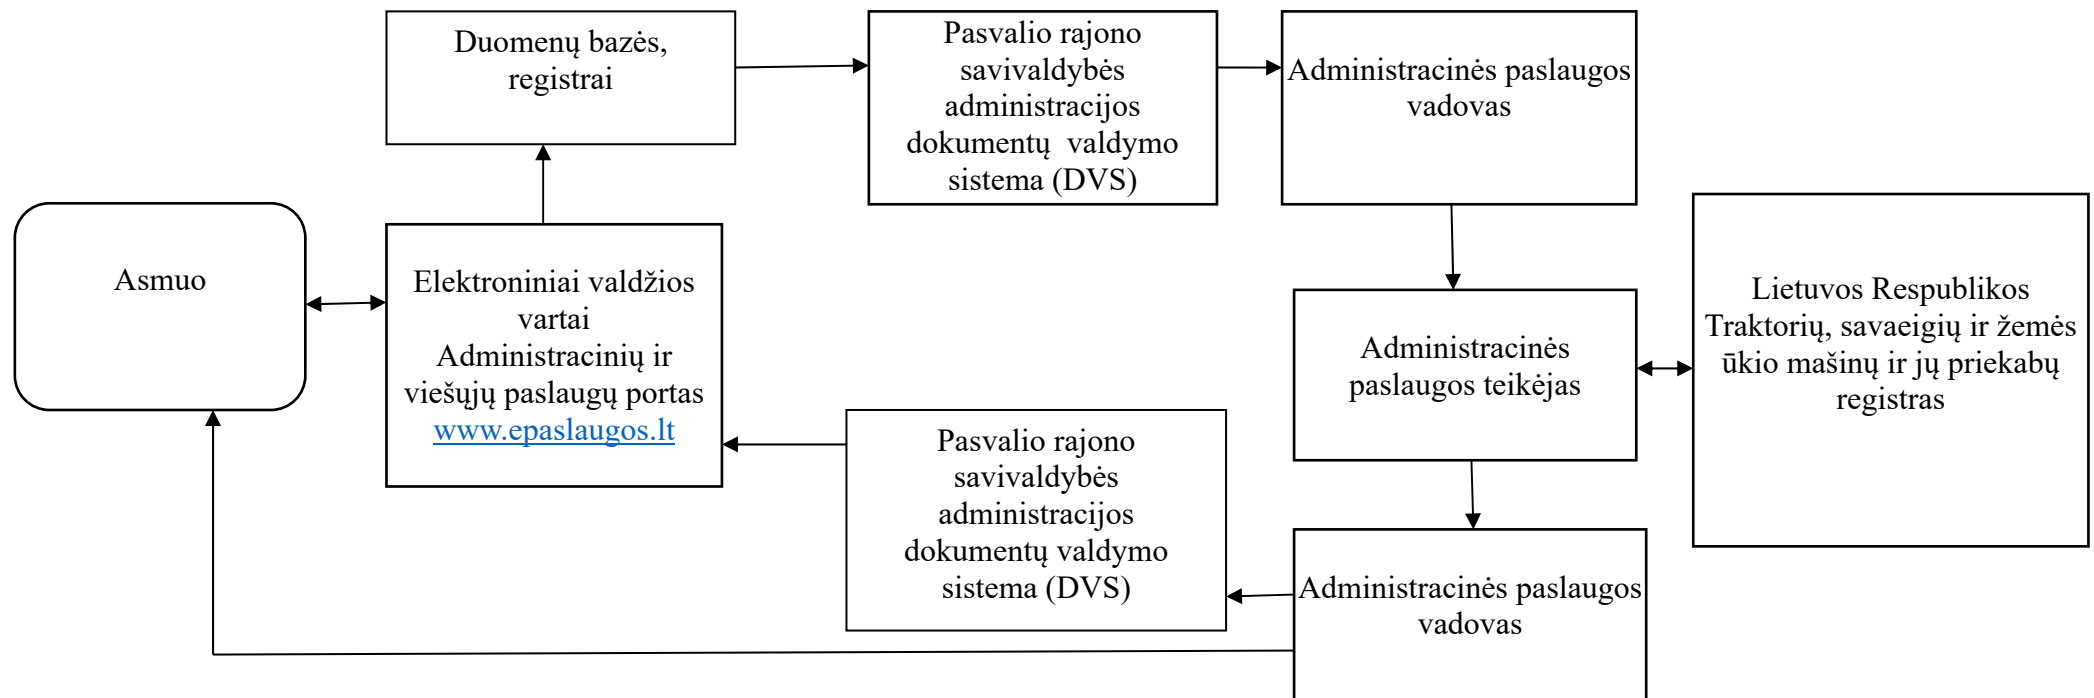 Duomenų bazės,
registrai
Pasvalio rajono
savivaldybės
administracijos
dokumentų valdymo
sistema (DVS)
Administracinės paslaugos
vadovas
Asmuo
Elektroniniai valdžios
vartai
Administracinių ir
viešųjų paslaugų portas
www.epaslaugos.lt
Administracinės
paslaugos teikėjas
Lietuvos Respublikos
Traktorių, savaeigių ir žemės
ūkio mašinų ir jų priekabų
registras
Pasvalio rajono
savivaldybės
administracijos
dokumentų valdymo
sistema (DVS)
Administracinės paslaugos
vadovas